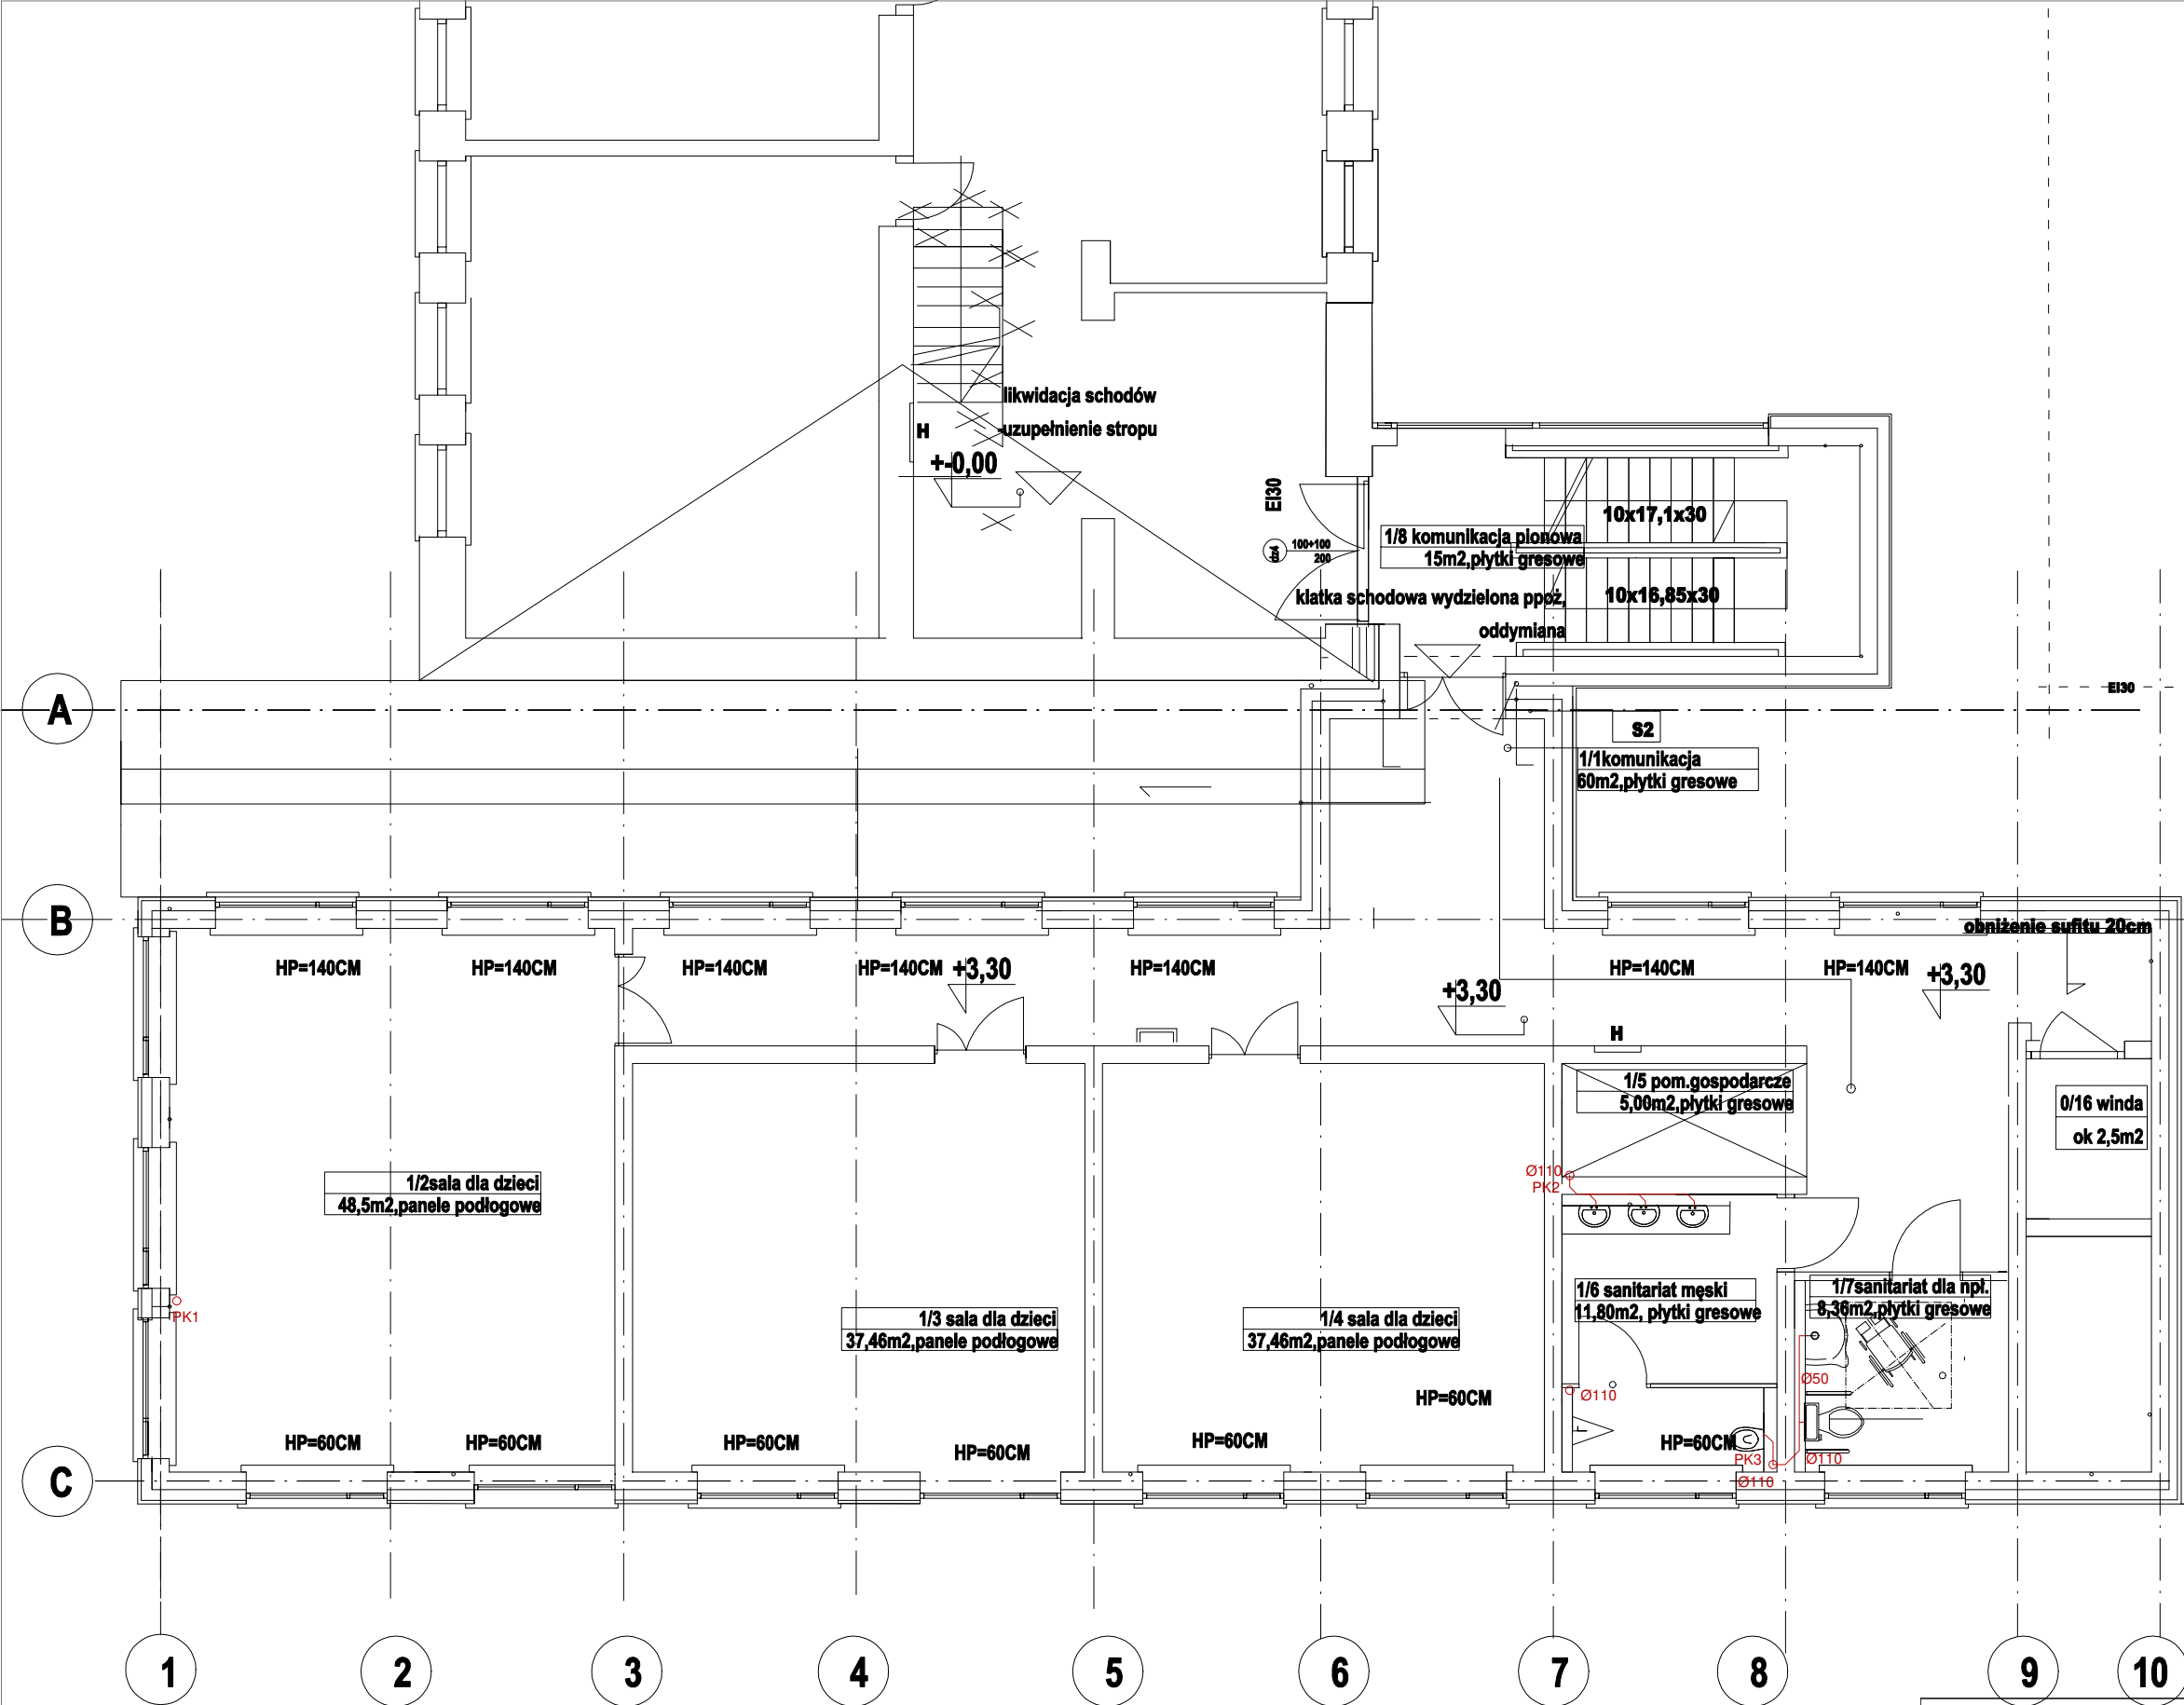 likwidacja schodów
H
-uzupełnienie stropu
+-0,00
EI30
dz4
100+100
200
10x17,1x30
1/8 komunikacja pionowa
15m2,płytki gresowe
klatka schodowa wydzielona ppoż,
10x16,85x30
oddymiana
A
EI30
S2
1/1komunikacja
60m2,płytki gresowe
B
obniżenie sufitu 20cm
HP=140CM
HP=140CM
HP=140CM
HP=140CM
+3,30
HP=140CM
+3,30
HP=140CM
HP=140CM
+3,30
H
1/5 pom.gospodarcze
5,00m2,płytki gresowe
0/16 winda
ok 2,5m2
1/2sala dla dzieci
48,5m2,panele podłogowe
Ø110
PK2
PK1
1/3 sala dla dzieci
37,46m2,panele podłogowe
1/4 sala dla dzieci
37,46m2,panele podłogowe
1/6 sanitariat męski
11,80m2, płytki gresowe
1/7sanitariat dla npł.
8,36m2,płytki gresowe
Ø50
Ø110
HP=60CM
HP=60CM
HP=60CM
HP=60CM
HP=60CM
HP=60CM
HP=60CM
PK3
Ø110
Ø110
C
1
2
3
4
5
6
7
8
9
10